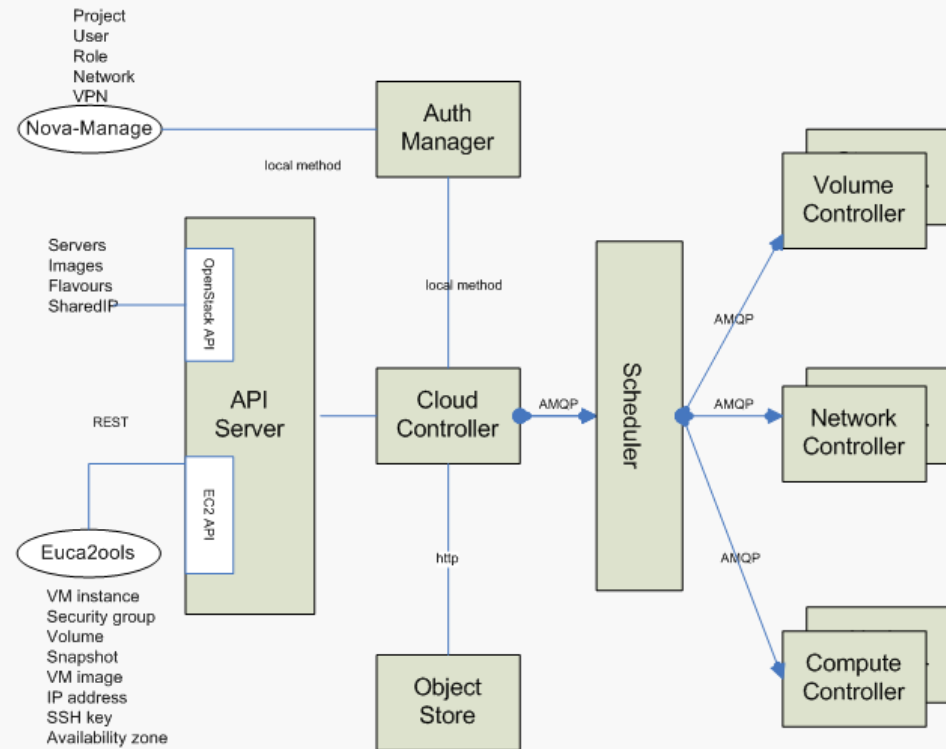 Project
User
Role
Network
VPN
Nova-Manage
Auth
Manager
local method
Servers
Images
Flavours
SharedIP
OpenStack API
API
Server
REST
EC2 API
Euca2ools
VM instance
Security group
Volume
Snapshot
VM image
IP address
SSH key
Availability zone
local method
Cloud
Controller
AMQP
http
Object
Store
Scheduler
AMQP
AMQP
AMQP
Volume
Controller
Network
Controller
Compute
Controller